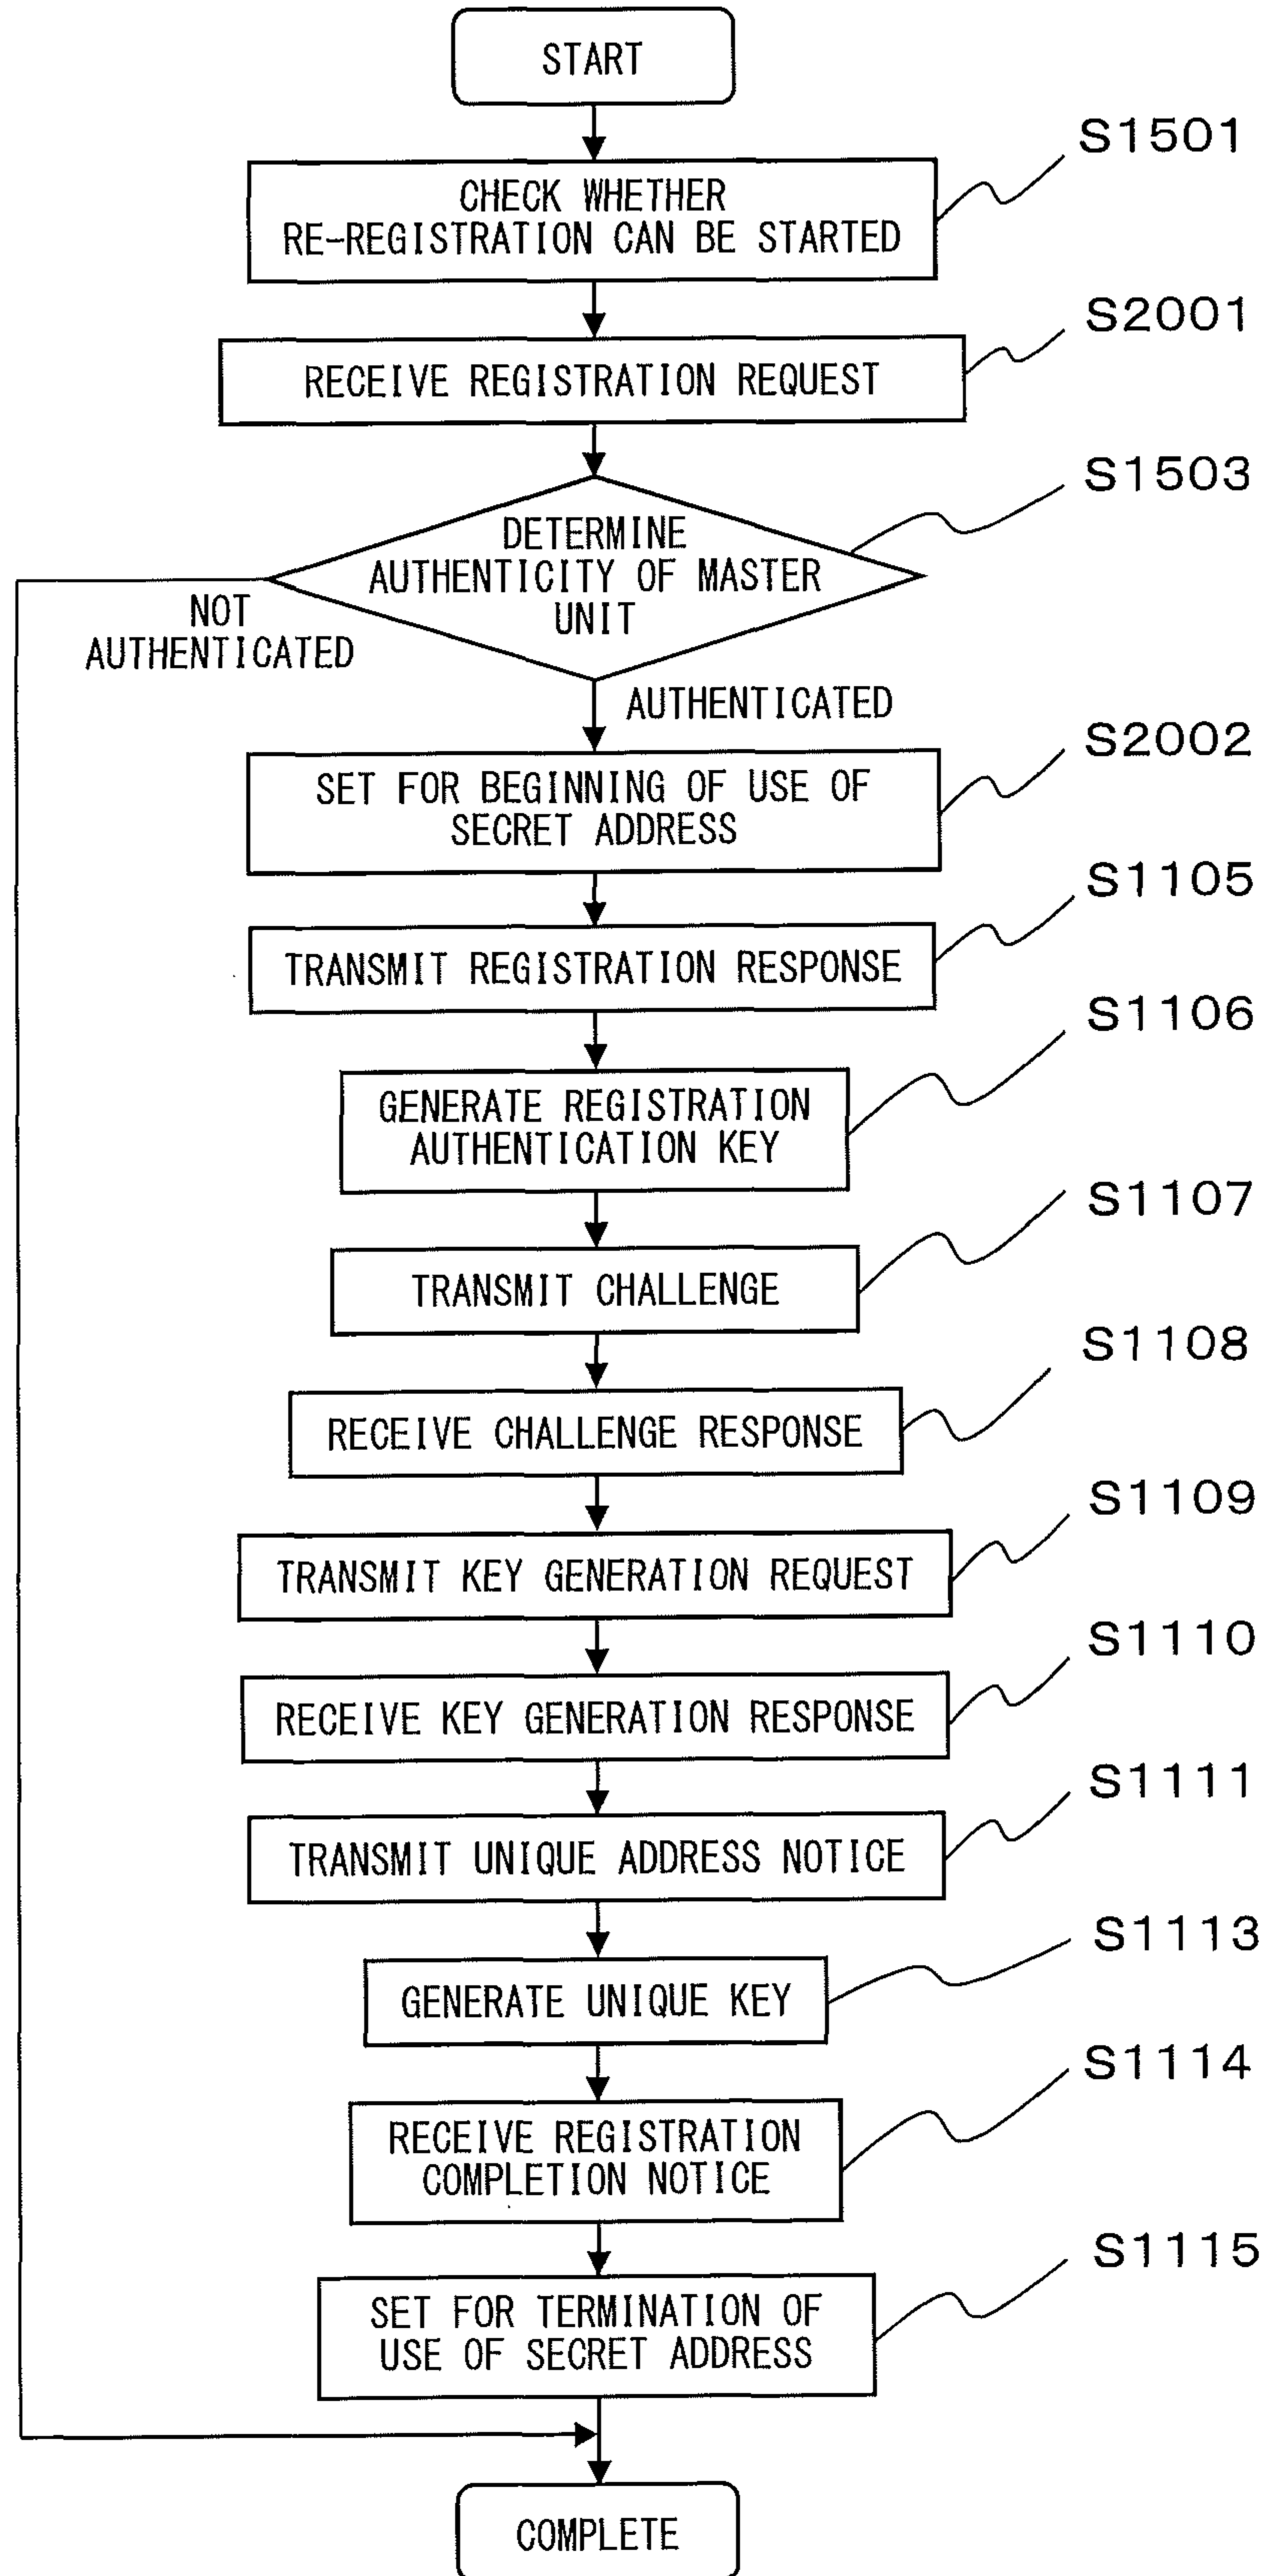 START
S1501
CHECK WHETHER
RE-REGISTRATION CAN BE STARTED
S2001
RECEIVE REGISTRATION REQUEST
S1503
DETERMINE
AUTHENTICITY OF MASTER
UNIT
NOT
AUTHENTICATED
AUTHENTICATED
S2002
SET FOR BEGINNING OF USE OF
SECRET ADDRESS
S1105
TRANSMIT REGISTRATION RESPONSE
S1106
GENERATE REGISTRATION
AUTHENTICATION KEY
S1107
TRANSMIT CHALLENGE
S1108
RECEIVE CHALLENGE RESPONSE
S1109
TRANSMIT KEY GENERATION REQUEST
S1110
RECEIVE KEY GENERATION RESPONSE
S1111
TRANSMIT UNIQUE ADDRESS NOTICE
S1113
GENERATE UNIQUE KEY
S1114
RECEIVE REGISTRATION
COMPLETION NOTICE
S1115
SET FOR TERMINATION OF
USE OF SECRET ADDRESS
COMPLETE